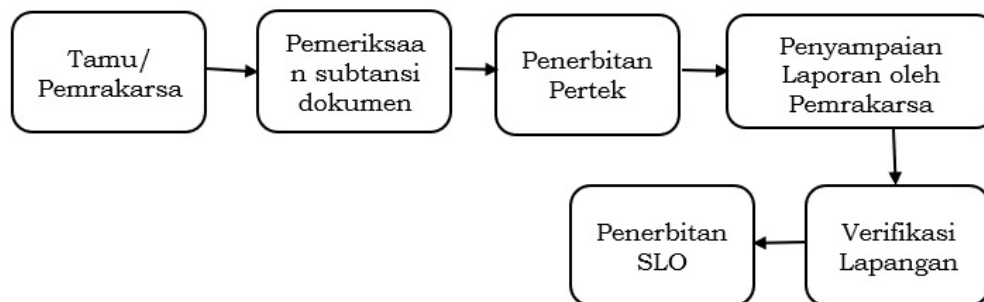 Tamu/
Pemrakarsa
Pemeriksaa
n subtansi
dokumen
Penerbitan
Pertek
Penyampaian
Laporan oleh
Pemrakarsa
Verifikasi
Lapangan
Penerbitan
SLO